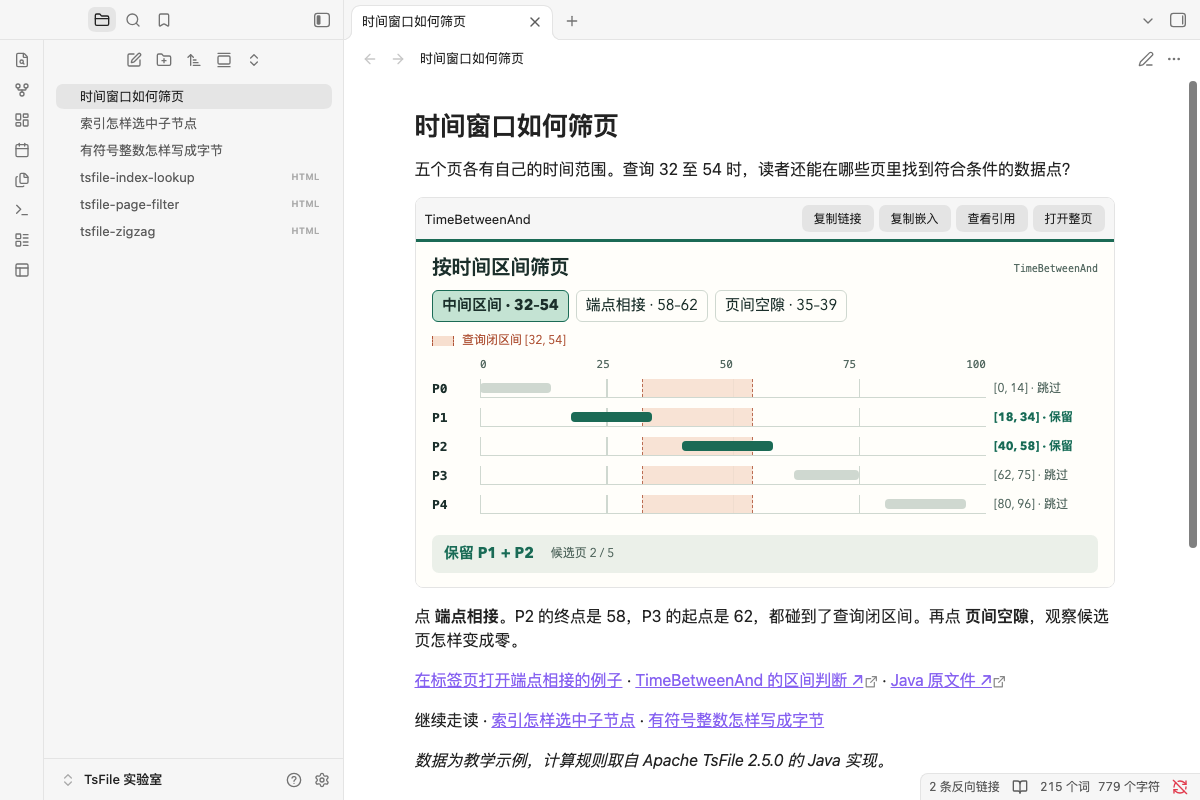 时间窗口如何筛页
时间窗口如何筛页
时间窗口如何筛页
索引怎样选中子节点
有符号整数怎样写成字节
tsfile-index-lookup HTML
tsfile-page-filter HTML
tsfile-zigzag HTML
TsFile 实验室
时间窗口如何筛页
五个页各有自己的时间范围。查询 32 至 54 时，读者还能在哪些页里找到符合条件的数据点？
TimeBetweenAnd 复制链接 复制嵌入 查看引用 打开整页
按时间区间筛页 TimeBetweenAnd
中间区间 · 32–54 端点相接 · 58–62 页间空隙 · 35–39
查询闭区间 [32, 54]
0 25 50 75 100
P0 [0, 14] · 跳过
P1 [18, 34] · 保留
P2 [40, 58] · 保留
P3 [62, 75] · 跳过
P4 [80, 96] · 跳过
保留 P1 + P2 候选页 2 / 5
点 端点相接。P2 的终点是 58，P3 的起点是 62，都碰到了查询闭区间。再点 页间空隙，观察候选
页怎样变成零。
在标签页打开端点相接的例子 · TimeBetweenAnd 的区间判断 ↗ · Java 原文件 ↗
继续走读 · 索引怎样选中子节点 · 有符号整数怎样写成字节
数据为教学示例，计算规则取自 Apache TsFile 2.5.0 的 Java 实现。
2 条反向链接 215 个词 779 个字符